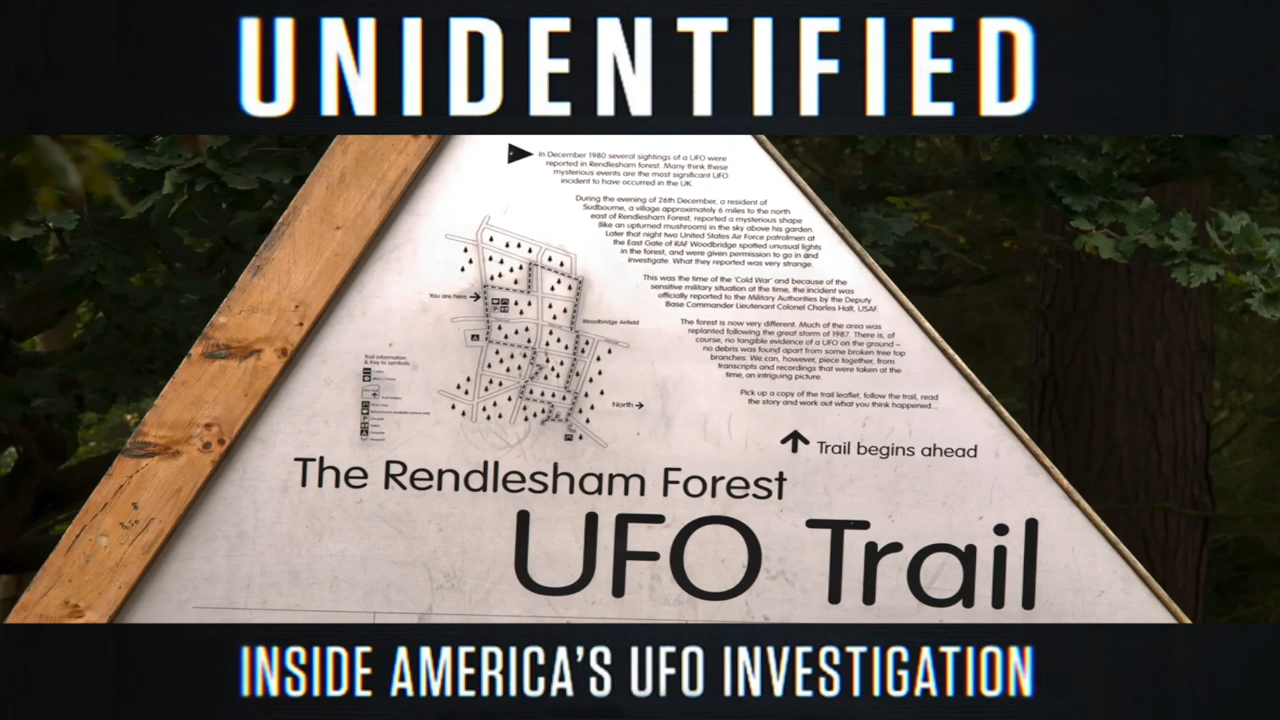 UNIDENTIFIED
In December 1980 several sightings of a UFO were
reported in Rendlesham forest. Many think these
mysterious events are the most significant UFO
incident to have occurred in the UK.
During the evening of 26th December, a resident of
Sudbourne, a village approximately 6 miles to the north
east of Rendlesham Forest, reported a mysterious shape
(like an upturned mushroom) in the sky above his garden.
Later that night two United States Air Force patrolmen at
the East Gate of RAF Woodbridge spotted unusual lights
in the forest, and were given permission to go in and
investigate. What they reported was very strange.
This was the time of the 'Cold War' and because of the
sensitive military situation of the time, the incident was
officially reported to the Military Authorities by the Deputy
Base Commander Lieutenant Colonel Charles Halt, USAF.
The forest is now very different. Much of the area was
replanted following the great storm of 1987. There is, of
course, no tangible evidence of a UFO on the ground –
no debris was found apart from some broken tree top
branches. We can, however, piece together, from
transcripts and recordings that were taken at the
time, an intriguing picture.
Pick up a copy of the trail leaflet, follow the trail, read
the story and work out what you think happened...
You are here
Woodbridge Airfield
Trail information
& Key to symbols
North
Trail begins ahead
The Rendlesham Forest
UFO Trail
INSIDE AMERICA'S UFO INVESTIGATION